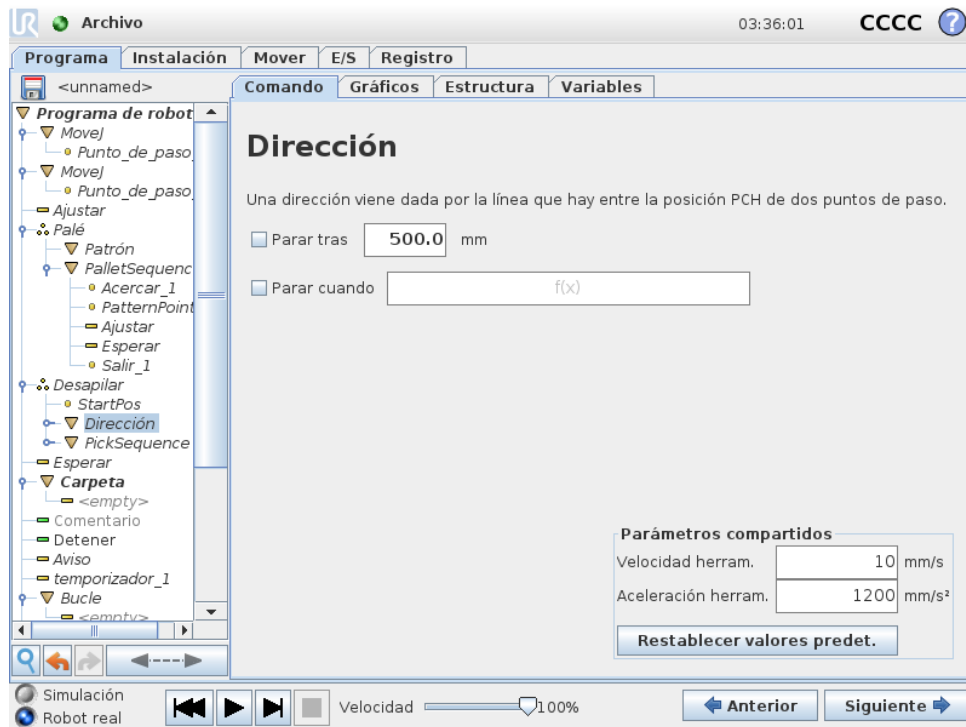 UR Archivo 03:36:01 CCCC ?
Programa Instalación Mover E/S Registro
<unnamed>
Comando Gráficos Estructura Variables
Programa de robot
MoveJ
Punto_de_paso
MoveJ
Punto_de_paso
Ajustar
Palé
Patrón
PalletSequenc
Acercar_1
PatternPoint
Ajustar
Esperar
Salir_1
Desapilar
StartPos
Dirección
PickSequence
Esperar
Carpeta
<empty>
Comentario
Detener
Aviso
temporizador_1
Bucle
<empty>
Dirección
Una dirección viene dada por la línea que hay entre la posición PCH de dos puntos de paso.
Parar tras 500.0 mm
Parar cuando f(x)
Parámetros compartidos
Velocidad herram. 10 mm/s
Aceleración herram. 1200 mm/s²
Restablecer valores predet.
Simulación
Robot real
Velocidad 100%
Anterior Siguiente